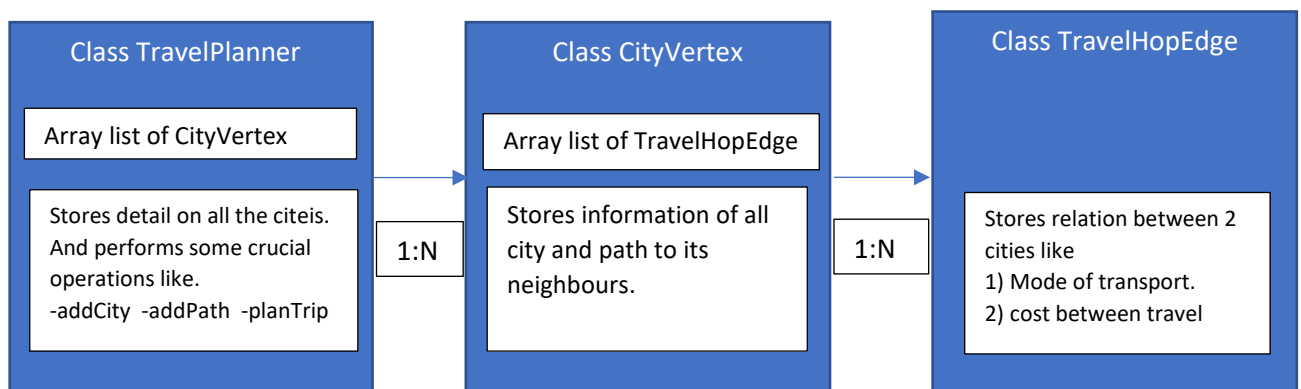 Class TravelPlanner
Array list of CityVertex
Stores detail on all the citeis.
And performs some crucial
operations like.
-addCity -addPath -planTrip
1:N
Class CityVertex
Array list of TravelHopEdge
Stores information of all
city and path to its
neighbours.
1:N
Class TravelHopEdge
Stores relation between 2
cities like
1) Mode of transport.
2) cost between travel